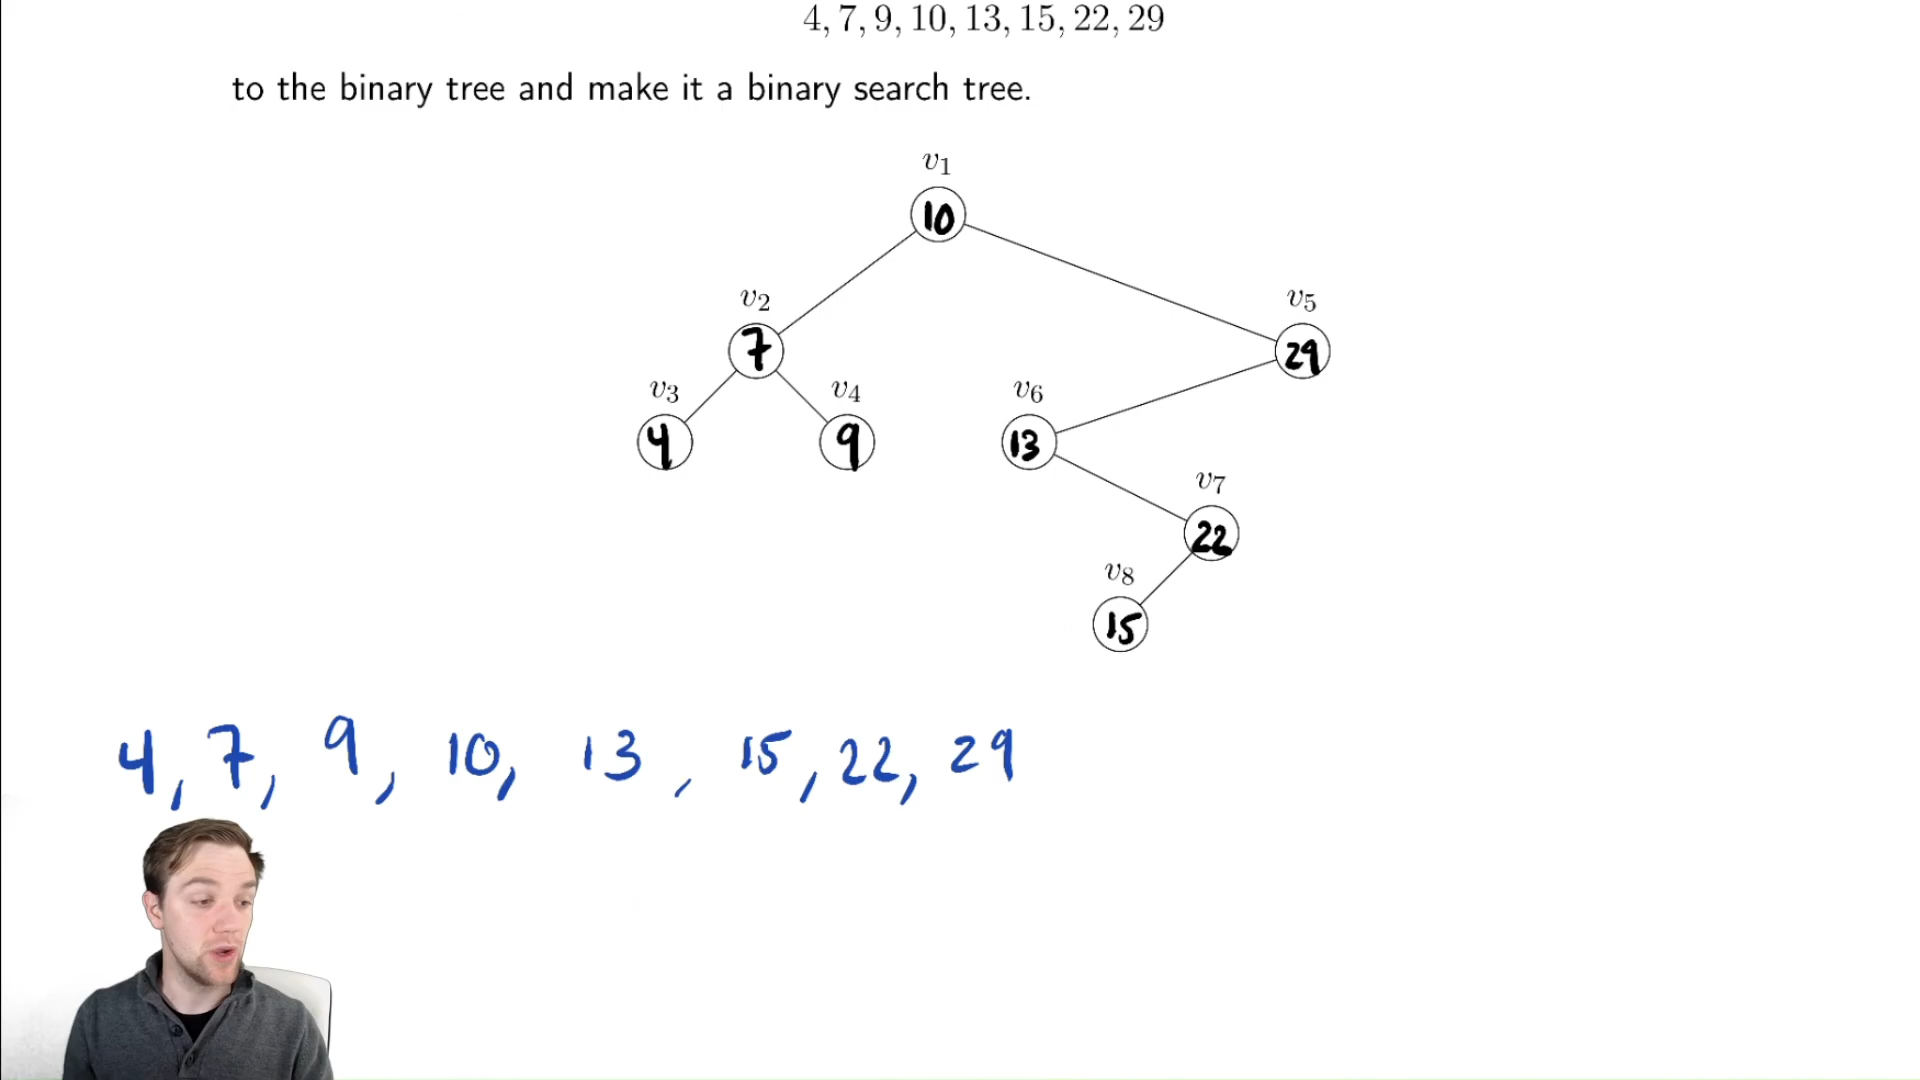 4, 7, 9, 10, 13, 15, 22, 29
to the binary tree and make it a binary search tree.
v1
10
v2
v5
7
29
v3
v4
v6
4
9
13
v7
22
v8
15
4, 7, 9, 10, 13, 15, 22, 29